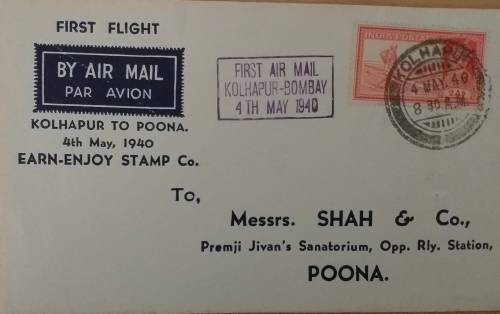 FIRST FLIGHT
BY AIR MAIL
PAR AVION
KOLHAPUR TO POONA.
4th May, 1940
EARN-ENJOY STAMP Co.
FIRST AIR MAIL
KOLHAPUR-BOMBAY
4TH MAY 1940
INDIA POSTAGE
KOLHAPUR
4 MAY 40
8 30 A.M.
To,
Messrs. SHAH & Co.,
Premji Jivan's Sanatorium, Opp. Rly. Station,
POONA.